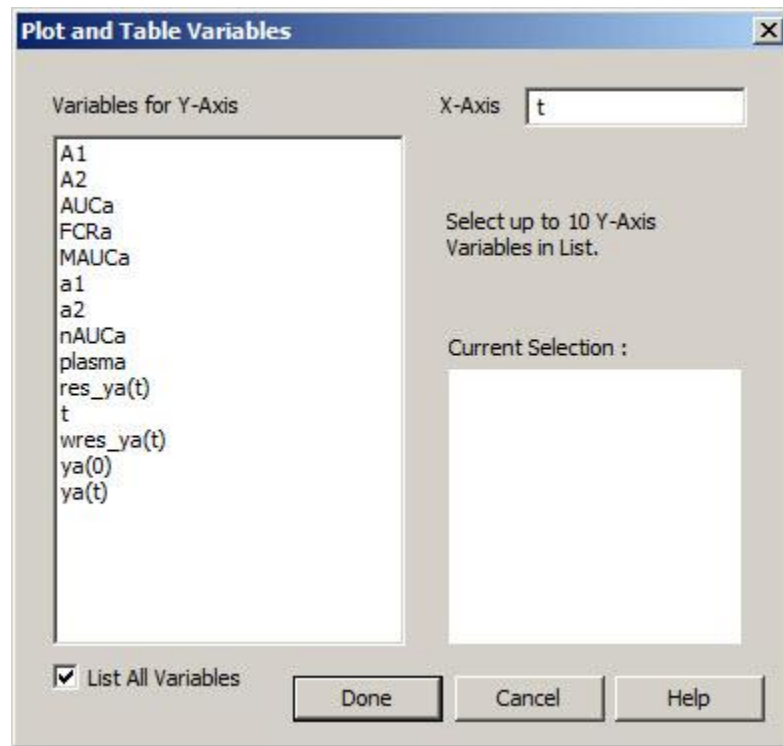 Plot and Table Variables
Variables for Y-Axis
X-Axis
t
A1
A2
AUCa
FCRa
MAUCa
a1
a2
nAUCa
plasma
res_ya(t)
t
wres_ya(t)
ya(0)
ya(t)
Select up to 10 Y-Axis
Variables in List.
Current Selection :
List All Variables
Done
Cancel
Help